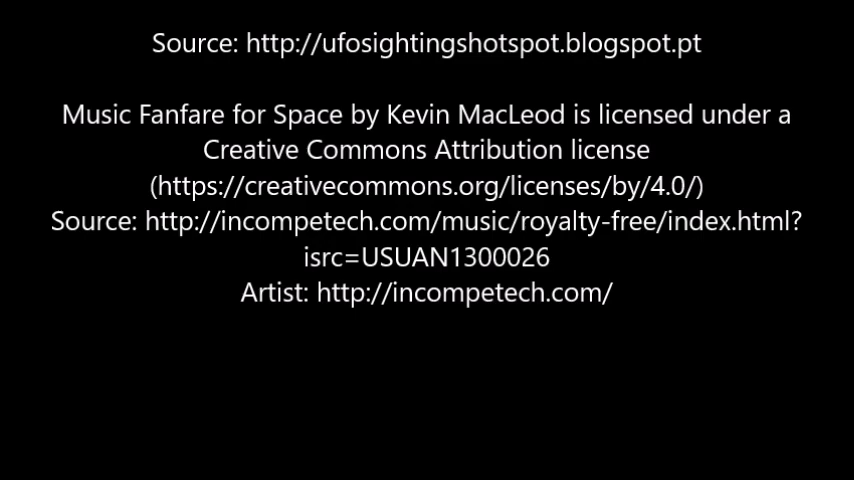 Source: http://ufosightingshotspot.blogspot.pt
Music Fanfare for Space by Kevin MacLeod is licensed under a
Creative Commons Attribution license
(https://creativecommons.org/licenses/by/4.0/)
Source: http://incompetech.com/music/royalty-free/index.html?
isrc=USUAN1300026
Artist: http://incompetech.com/